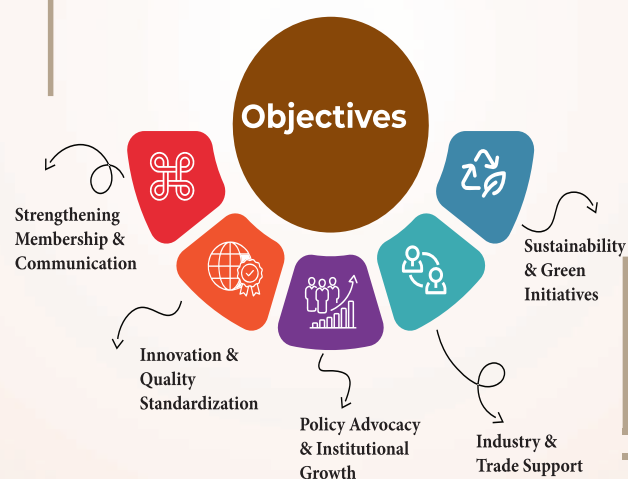 Objectives
Strengthening
Membership &
Communication
Innovation &
Quality
Standardization
Policy Advocacy
& Institutional
Growth
Industry &
Trade Support
Sustainability
& Green
Initiatives